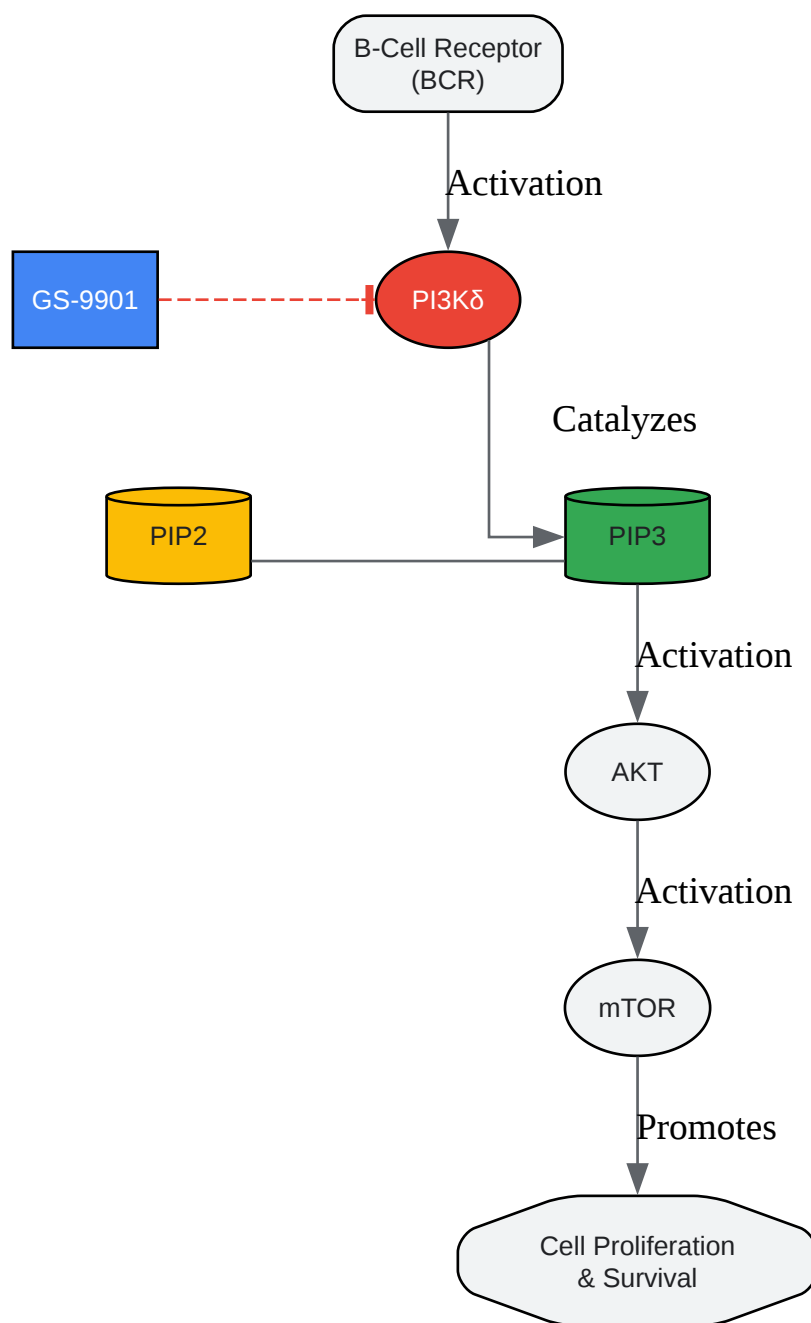 B-Cell Receptor
(BCR)
Activation
GS-9901
PI3Kδ
Catalyzes
PIP2
PIP3
Activation
AKT
Activation
mTOR
Promotes
Cell Proliferation
& Survival